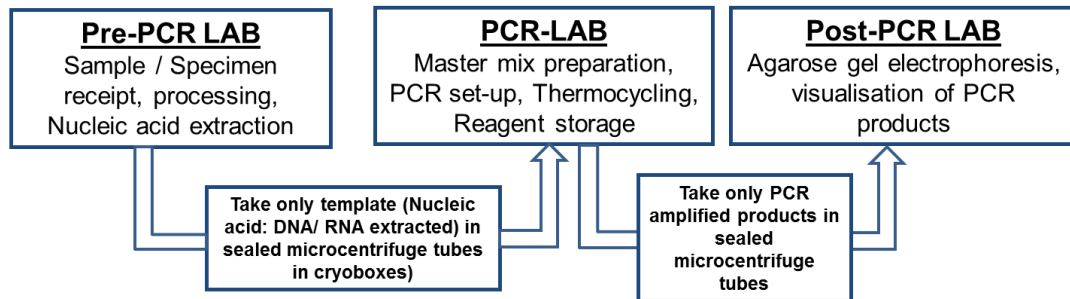 Pre-PCR LAB
Sample / Specimen
receipt, processing,
Nucleic acid extraction
PCR-LAB
Master mix preparation,
PCR set-up, Thermocycling,
Reagent storage
Post-PCR LAB
Agarose gel electrophoresis,
visualisation of PCR
products
Take only template (Nucleic
acid: DNA/ RNA extracted) in
sealed microcentrifuge tubes
in cryoboxes)
Take only PCR
amplified products in
sealed
microcentrifuge
tubes